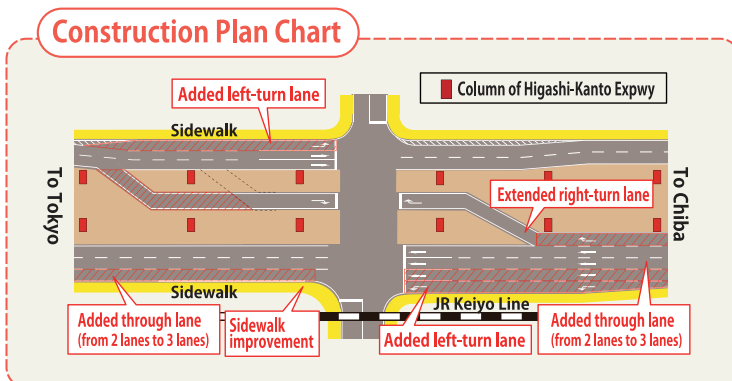 Construction Plan Chart
Column of Higashi-Kanto Expwy
Added left-turn lane
Sidewalk
To Tokyo
To Chiba
Extended right-turn lane
Sidewalk
JR Keiyo Line
Added through lane
(from 2 lanes to 3 lanes)
Sidewalk
improvement
Added left-turn lane
Added through lane
(from 2 lanes to 3 lanes)